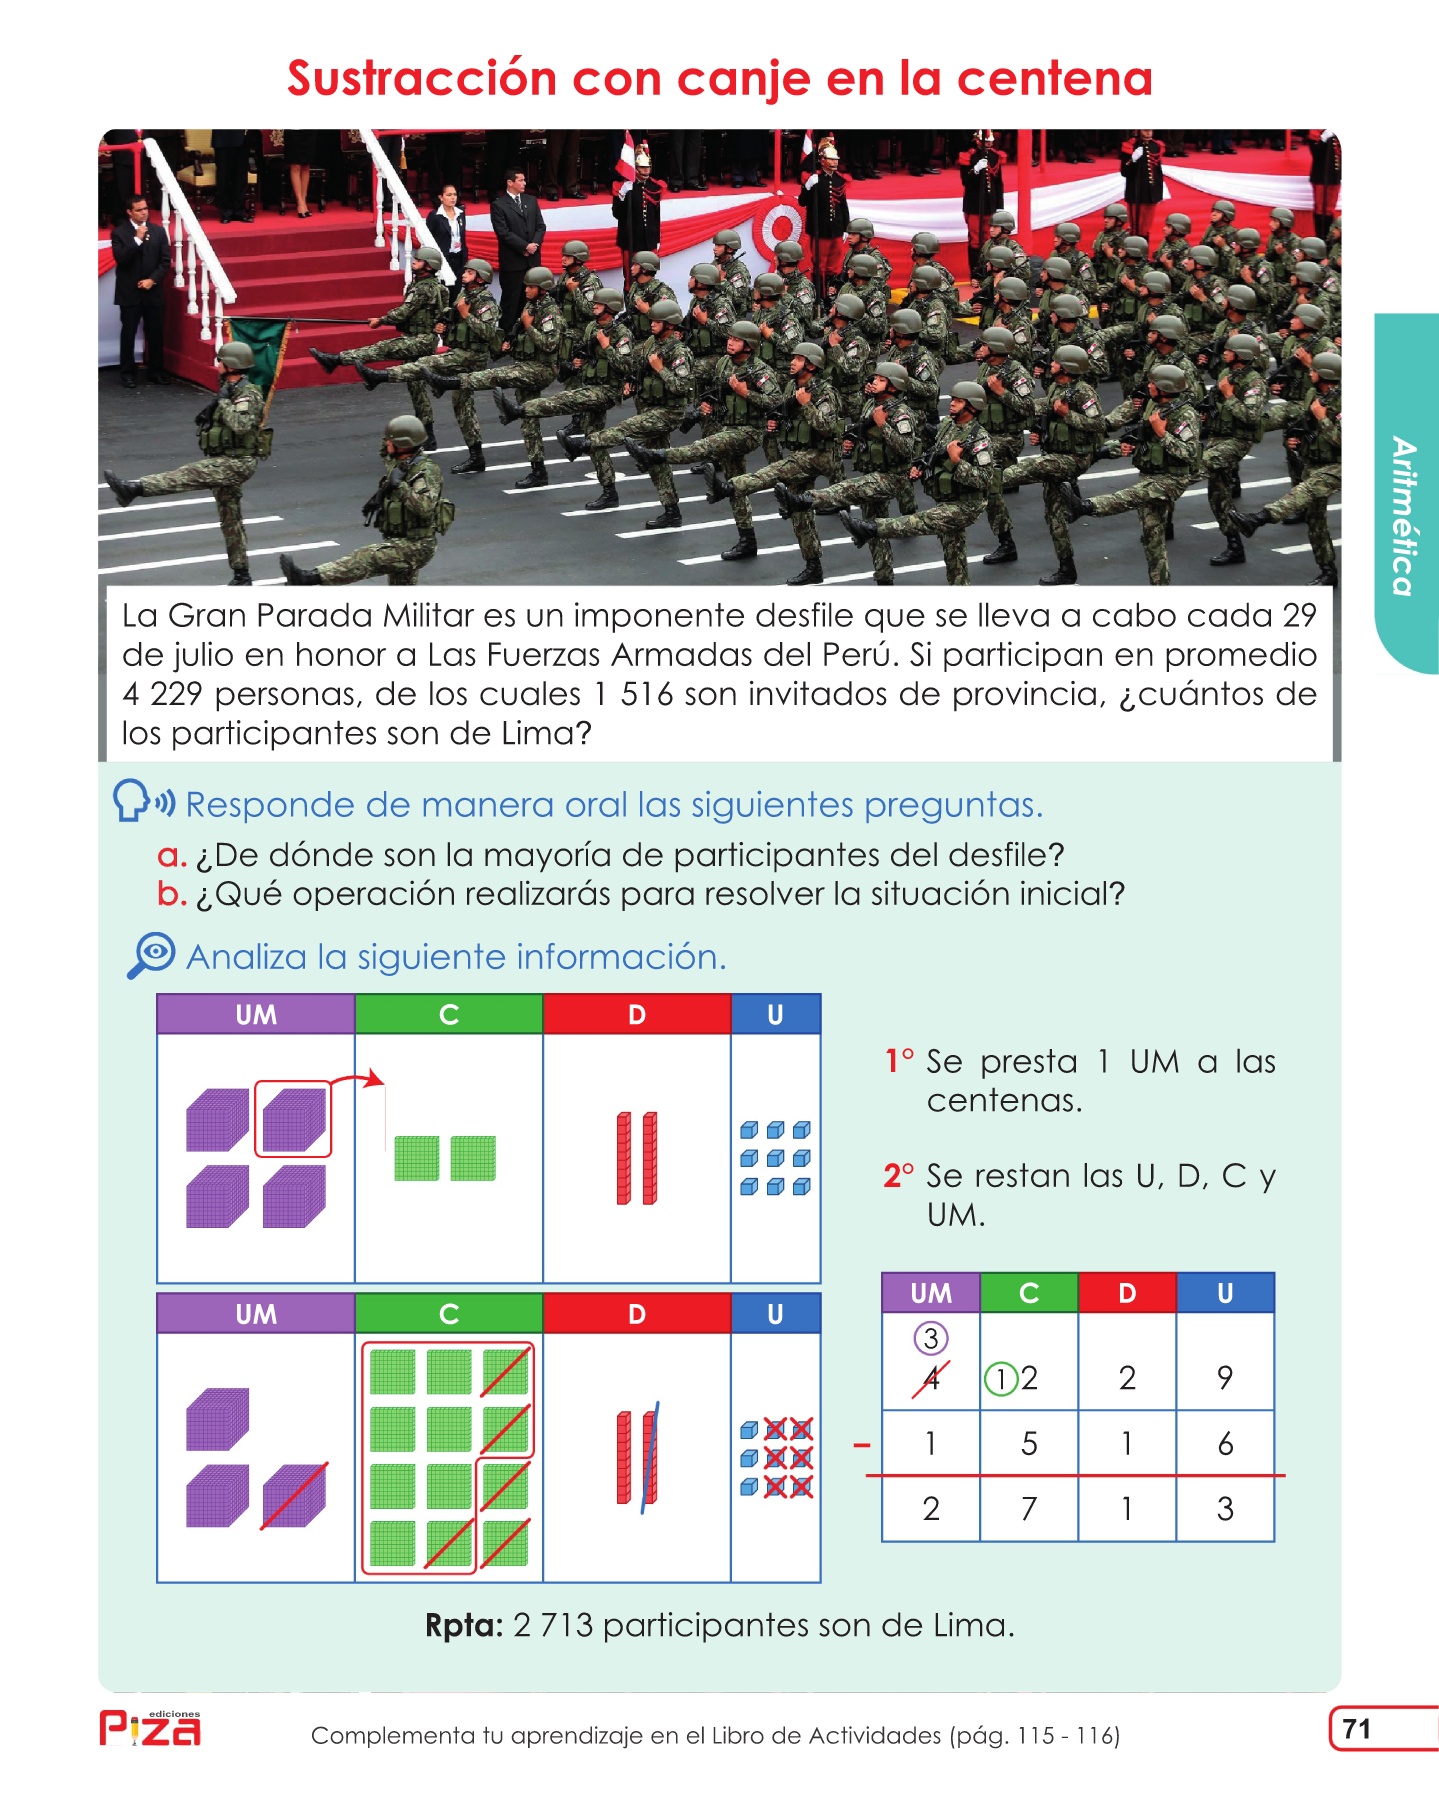 Sustracción con canje en la centena
Aritmética
La Gran Parada Militar es un imponente desfile que se lleva a cabo cada 29
de julio en honor a Las Fuerzas Armadas del Perú. Si participan en promedio
4 229 personas, de los cuales 1 516 son invitados de provincia, ¿cuántos de
los participantes son de Lima?
Responde de manera oral las siguientes preguntas.
a. ¿De dónde son la mayoría de participantes del desfile?
b. ¿Qué operación realizarás para resolver la situación inicial?
Analiza la siguiente información.
UM C D U
1° Se presta 1 UM a las
centenas.
2° Se restan las U, D, C y
UM.
UM C D U
UM C D U
3
4 1 2 2 9
– 1 5 1 6
2 7 1 3
Rpta: 2 713 participantes son de Lima.
ediciones
Piza
Complementa tu aprendizaje en el Libro de Actividades (pág. 115 - 116)
71